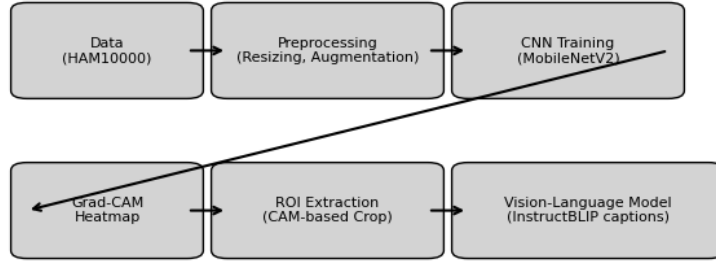 Data
(HAM10000)
Preprocessing
(Resizing, Augmentation)
CNN Training
(MobileNetV2)
Grad-CAM
Heatmap
ROI Extraction
(CAM-based Crop)
Vision-Language Model
(InstructBLIP captions)